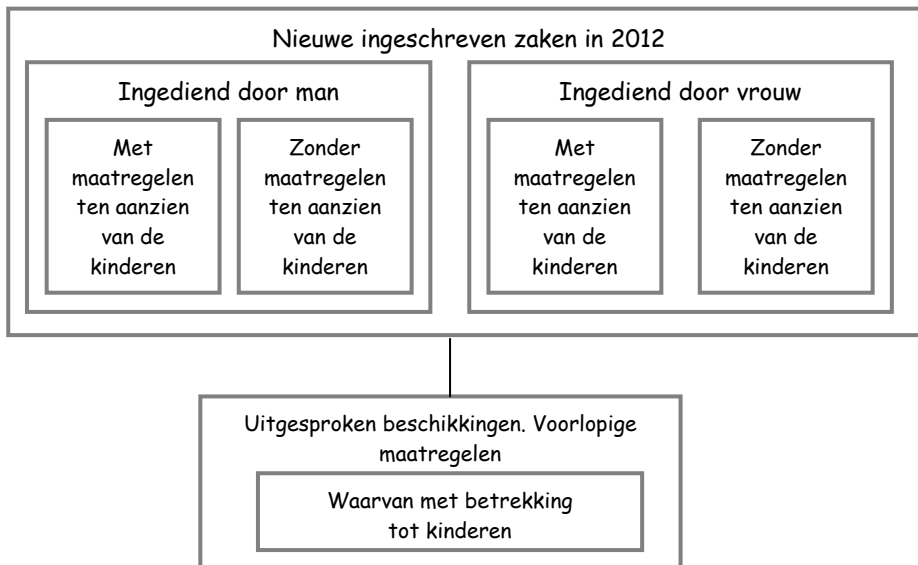 Nieuwe ingeschreven zaken in 2012
Ingediend door man
Met
maatregelen
ten aanzien
van de
kinderen
Zonder
maatregelen
ten aanzien
van de
kinderen
Ingediend door vrouw
Met
maatregelen
ten aanzien
van de
kinderen
Zonder
maatregelen
ten aanzien
van de
kinderen
Uitgesproken beschikkingen. Voorlopige
maatregelen
Waarvan met betrekking
tot kinderen